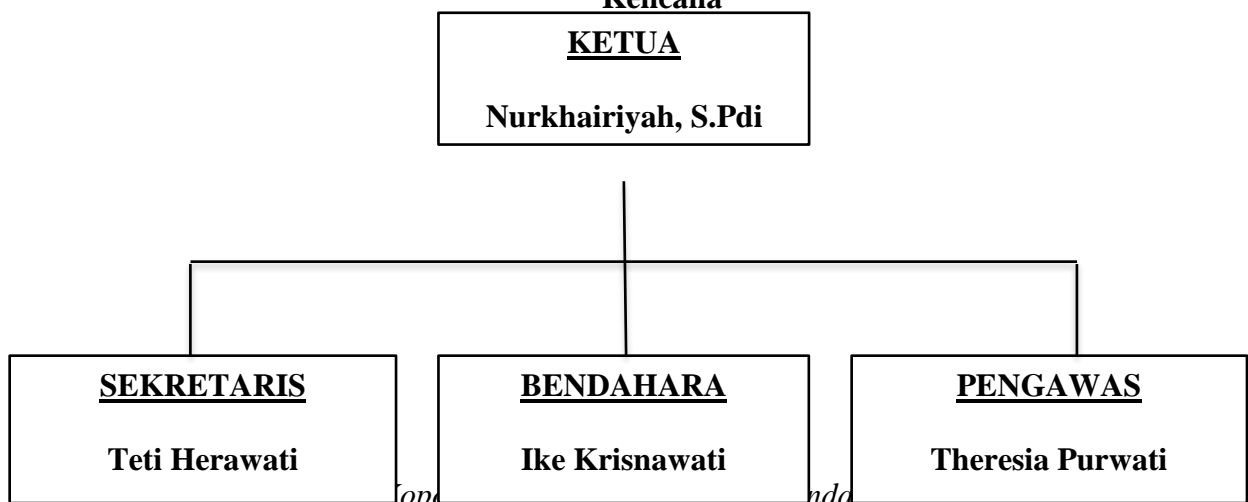 Kencana
KETUA
Nurkhairiyah, S.Pdi
SEKRETARIS
Teti Herawati
BENDAHARA
Ike Krisnawati
PENGAWAS
Theresia Purwati